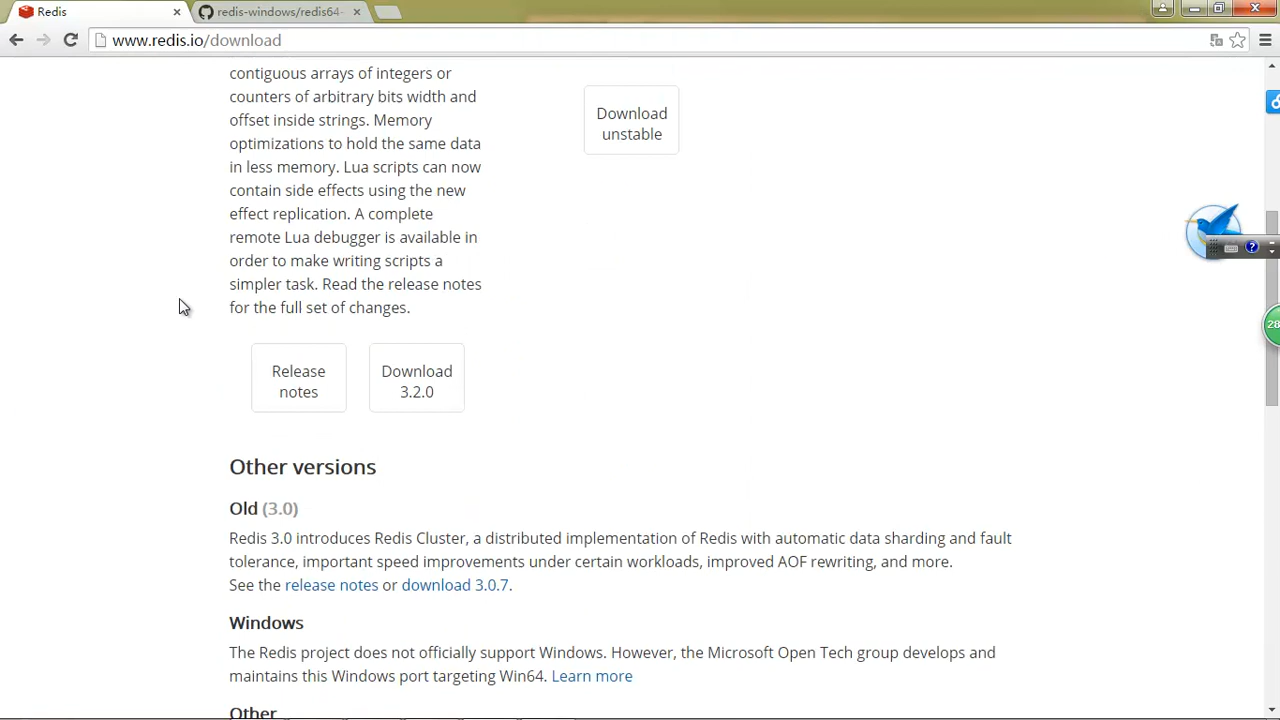 Redis
redis-windows/redis64-
www.redis.io/download
contiguous arrays of integers or
counters of arbitrary bits width and
offset inside strings. Memory
optimizations to hold the same data
in less memory. Lua scripts can now
contain side effects using the new
effect replication. A complete
remote Lua debugger is available in
order to make writing scripts a
simpler task. Read the release notes
for the full set of changes.
Download
unstable
Release
notes
Download
3.2.0
28
Other versions
Old (3.0)
Redis 3.0 introduces Redis Cluster, a distributed implementation of Redis with automatic data sharding and fault
tolerance, important speed improvements under certain workloads, improved AOF rewriting, and more.
See the release notes or download 3.0.7.
Windows
The Redis project does not officially support Windows. However, the Microsoft Open Tech group develops and
maintains this Windows port targeting Win64. Learn more
Other